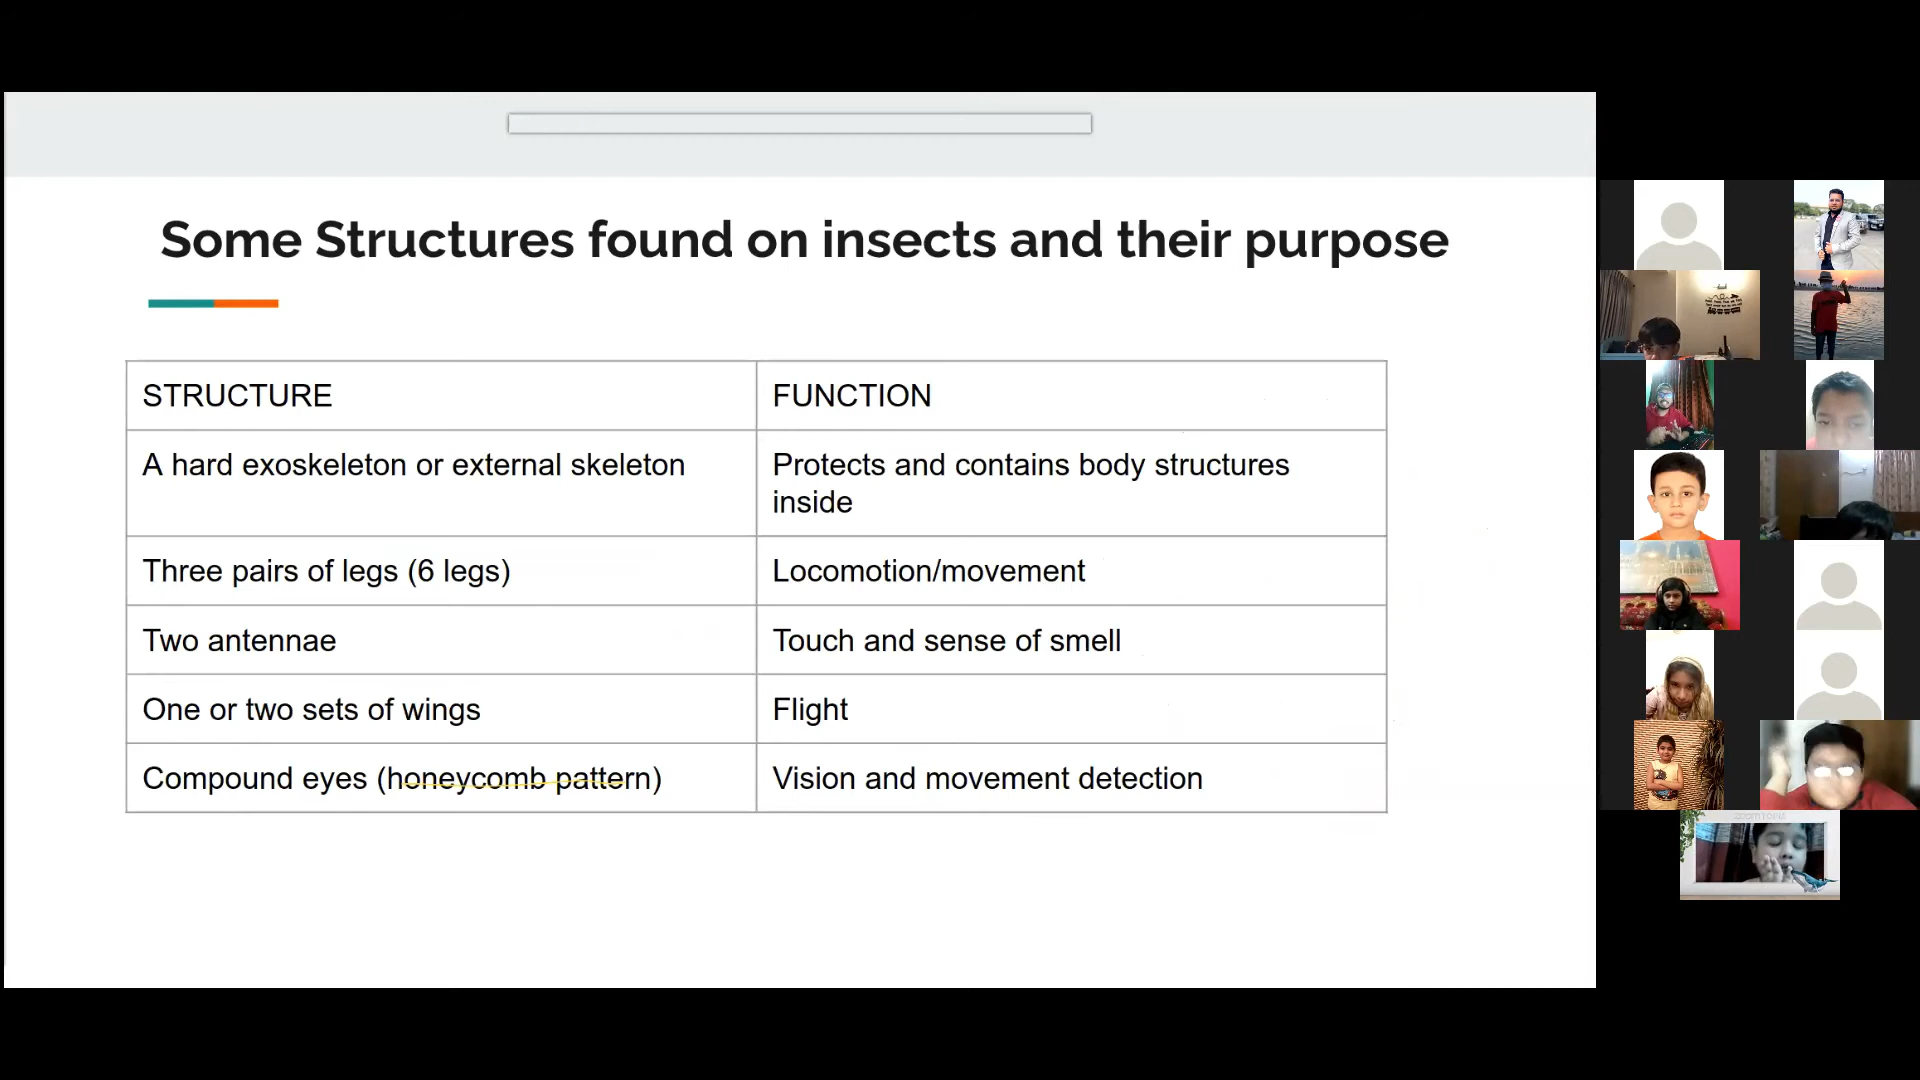 Some Structures found on insects and their purpose
STRUCTURE
FUNCTION
A hard exoskeleton or external skeleton
Protects and contains body structures
inside
Three pairs of legs (6 legs)
Locomotion/movement
Two antennae
Touch and sense of smell
One or two sets of wings
Flight
Compound eyes (honeycomb pattern)
Vision and movement detection